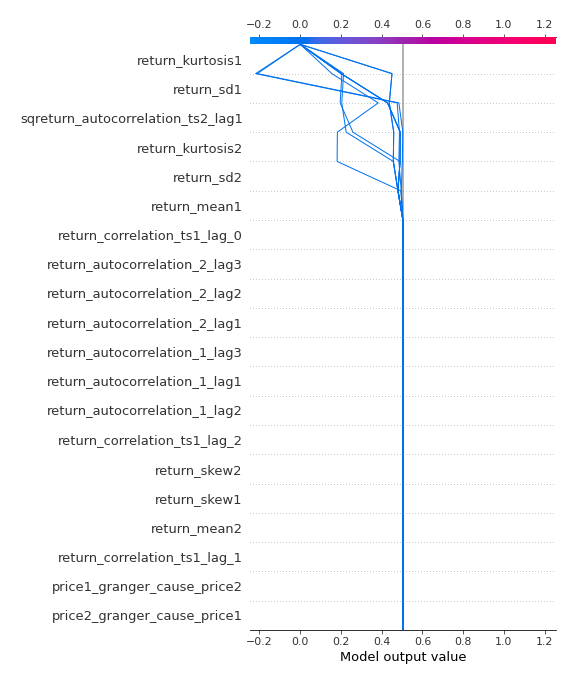 −0.2 0.0 0.2 0.4 0.6 0.8 1.0 1.2
return_kurtosis1
return_sd1
sqreturn_autocorrelation_ts2_lag1
return_kurtosis2
return_sd2
return_mean1
return_correlation_ts1_lag_0
return_autocorrelation_2_lag3
return_autocorrelation_2_lag2
return_autocorrelation_2_lag1
return_autocorrelation_1_lag3
return_autocorrelation_1_lag1
return_autocorrelation_1_lag2
return_correlation_ts1_lag_2
return_skew2
return_skew1
return_mean2
return_correlation_ts1_lag_1
price1_granger_cause_price2
price2_granger_cause_price1
−0.2 0.0 0.2 0.4 0.6 0.8 1.0 1.2
Model output value